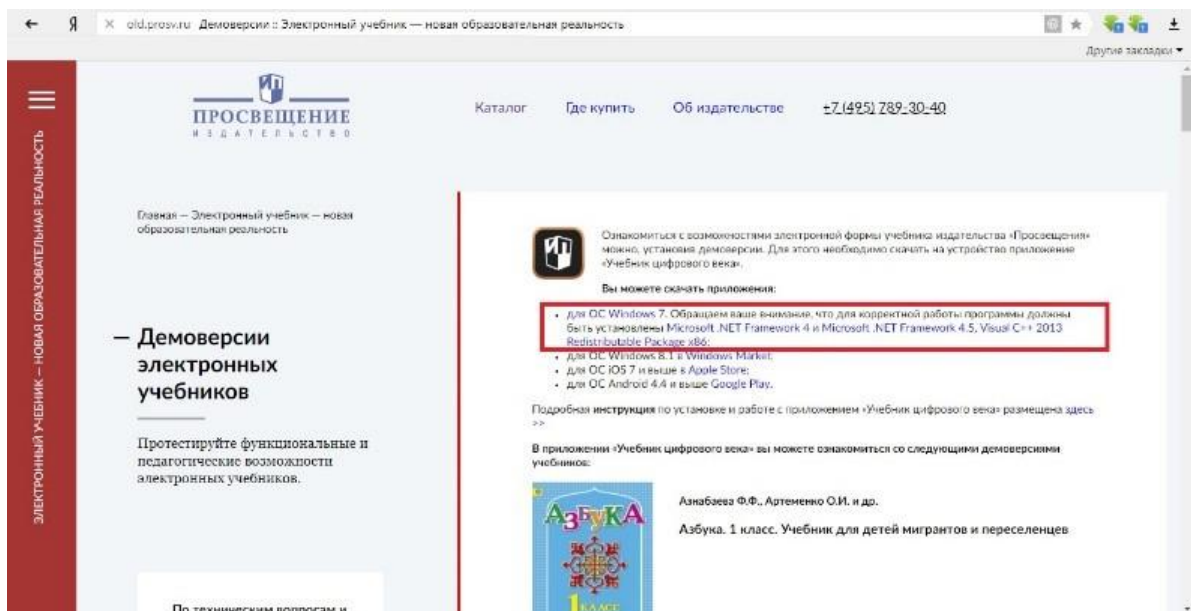 Я
old.prosv.ru Демоверсии :: Электронный учебник — новая образовательная реальность
Другие закладки
ЭЛЕКТРОННЫЙ УЧЕБНИК — НОВАЯ ОБРАЗОВАТЕЛЬНАЯ РЕАЛЬНОСТЬ
ИП
ПРОСВЕЩЕНИЕ
ИЗДАТЕЛЬСТВО
Каталог Где купить Об издательстве +7 (495) 789-30-40
Главная — Электронный учебник — новая
образовательная реальность
— Демоверсии
электронных
учебников
Протестируйте функциональные и
педагогические возможности
электронных учебников.
По техническим вопросам и
ИП
Ознакомиться с возможностями электронной формы учебника издательства «Просвещения»
можно, установив демоверсии. Для этого необходимо скачать на устройство приложение
«Учебник цифрового века».
Вы можете скачать приложения:
• для ОС Windows 7. Обращаем ваше внимание, что для корректной работы программы должны
быть установлены Microsoft .NET Framework 4 и Microsoft .NET Framework 4.5, Visual C++ 2013
Redistributable Package x86;
• для ОС Windows 8.1 в Windows Market;
• для ОС iOS 7 и выше в Apple Store;
• для ОС Android 4.4 и выше Google Play.
Подробная инструкция по установке и работе с приложением «Учебник цифрового века» размещена здесь
>>
В приложении «Учебник цифрового века» вы можете ознакомиться со следующими демоверсиями
учебников:
АЗБУКА
1 КЛАСС
Азнабаева Ф.Ф., Артеменко О.И. и др.
Азбука. 1 класс. Учебник для детей мигрантов и переселенцев